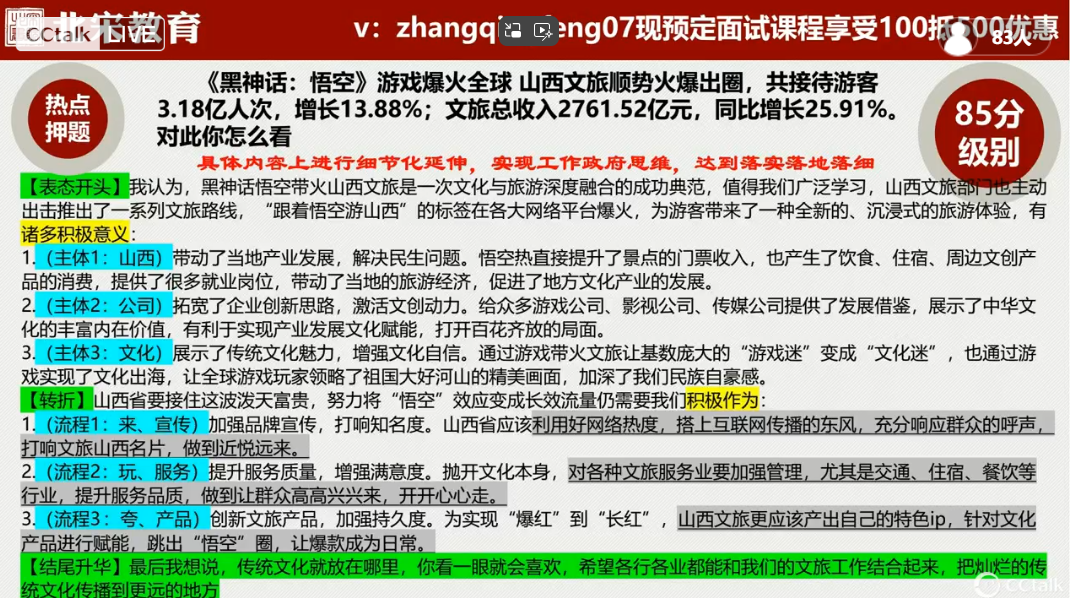 CCtalk LIVE 教育
v：zhangq eng07现预定面试课程享受100抵500优惠
83人
热点
押题
《黑神话：悟空》游戏爆火全球 山西文旅顺势火爆出圈，共接待游客
3.18亿人次，增长13.88%；文旅总收入2761.52亿元，同比增长25.91%。
对此你怎么看
85分
级别
具体内容上进行细节化延伸，实现工作政府思维，达到落实落地落细
【表态开头】我认为，黑神话悟空带火山西文旅是一次文化与旅游深度融合的成功典范，值得我们广泛学习，山西文旅部门也主动
出击推出了一系列文旅路线，“跟着悟空游山西”的标签在各大网络平台爆火，为游客带来了一种全新的、沉浸式的旅游体验，有
诸多积极意义：
1.（主体1：山西）带动了当地产业发展，解决民生问题。悟空热直接提升了景点的门票收入，也产生了饮食、住宿、周边文创产
品的消费，提供了很多就业岗位，带动了当地的旅游经济，促进了地方文化产业的发展。
2.（主体2：公司）拓宽了企业创新思路，激活文创动力。给众多游戏公司、影视公司、传媒公司提供了发展借鉴，展示了中华文
化的丰富内在价值，有利于实现产业发展文化赋能，打开百花齐放的局面。
3.（主体3：文化）展示了传统文化魅力，增强文化自信。通过游戏带火文旅让基数庞大的“游戏迷”变成“文化迷”，也通过游
戏实现了文化出海，让全球游戏玩家领略了祖国大好河山的精美画面，加深了我们民族自豪感。
【转折】山西省要接住这波泼天富贵，努力将“悟空”效应变成长效流量仍需要我们积极作为：
1.（流程1：来、宣传）加强品牌宣传，打响知名度。山西省应该利用好网络热度，搭上互联网传播的东风，充分响应群众的呼声，
打响文旅山西名片，做到近悦远来。
2.（流程2：玩、服务）提升服务质量，增强满意度。抛开文化本身，对各种文旅服务业要加强管理，尤其是交通、住宿、餐饮等
行业，提升服务品质，做到让群众高高兴兴来，开开心心走。
3.（流程3：夸、产品）创新文旅产品，加强持久度。为实现“爆红”到“长红”，山西文旅更应该产出自己的特色ip，针对文化
产品进行赋能，跳出“悟空”圈，让爆款成为日常。
【结尾升华】最后我想说，传统文化就放在哪里，你看一眼就会喜欢，希望各行各业都能和我们的文旅工作结合起来，把灿烂的传
统文化传播到更远的地方
CCtalk